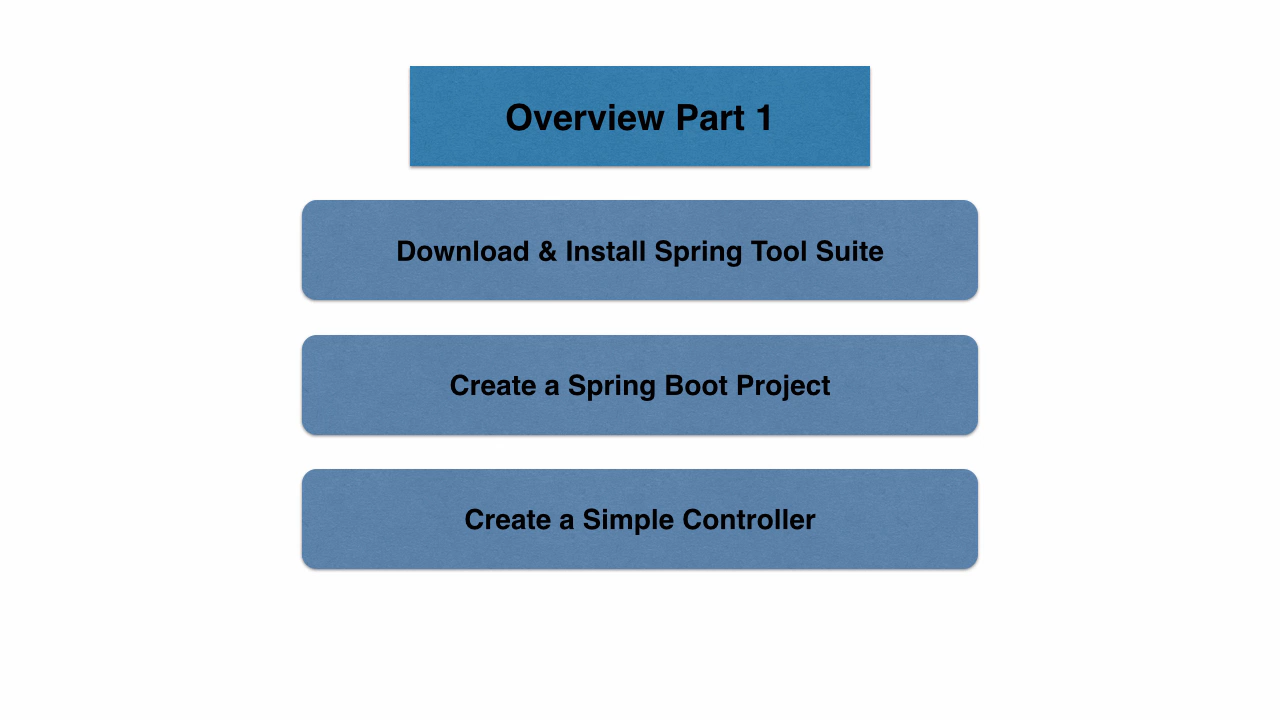 Overview Part 1
Download & Install Spring Tool Suite
Create a Spring Boot Project
Create a Simple Controller